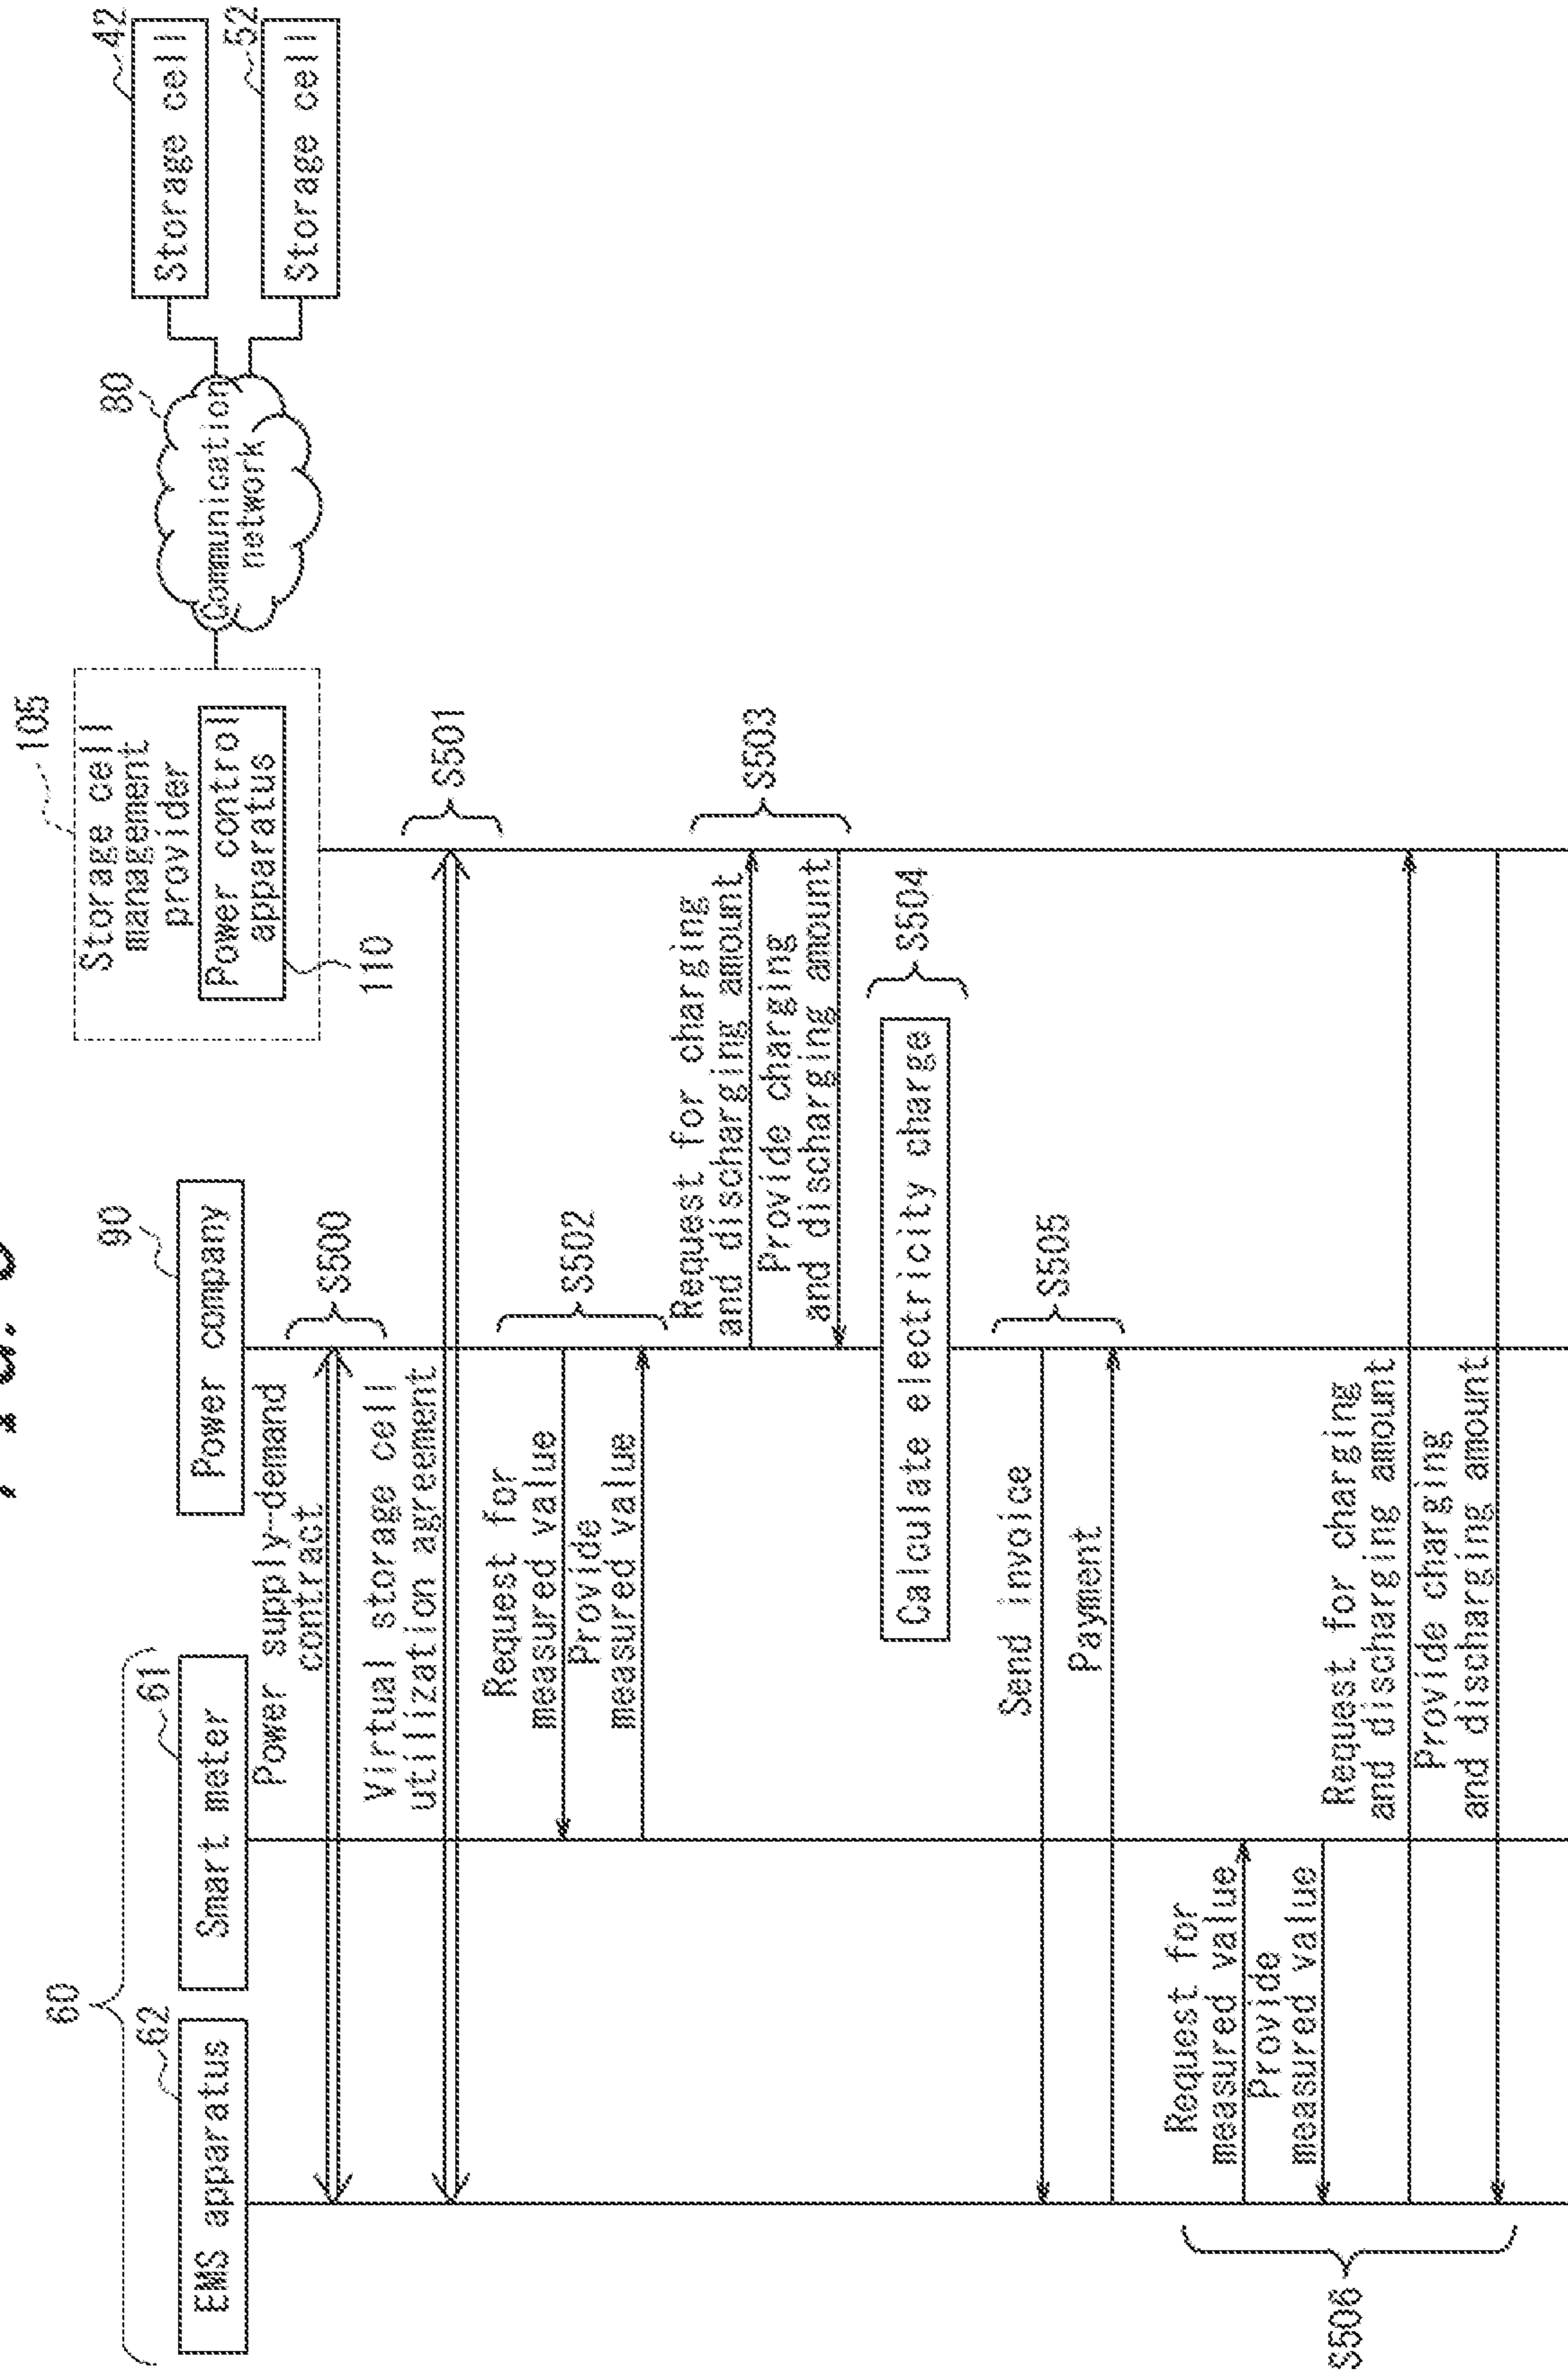 60
62
EMS apparatus
61
Smart meter
90
Power company
105
Storage cell
management
provider
Power control
apparatus
110
80
Communication
network
42
Storage cell
52
Storage cell
Power supply-demand
contract
S500
Virtual storage cell
utilization agreement
S501
Request for
measured value
Provide
measured value
S502
Request for charging
and discharging amount
Provide charging
and discharging amount
S503
Calculate electricity charge
S504
Send invoice
Payment
S505
Request for
measured value
Provide
measured value
Request for charging
and discharging amount
Provide charging
and discharging amount
S506